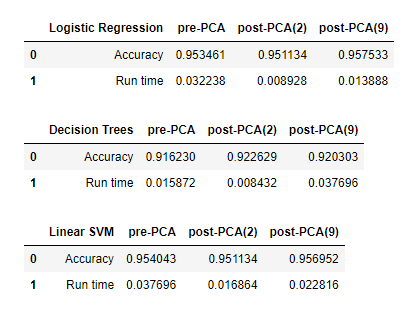 Logistic Regression pre-PCA post-PCA(2) post-PCA(9)
0 Accuracy 0.953461 0.951134 0.957533
1 Run time 0.032238 0.008928 0.013888
Decision Trees pre-PCA post-PCA(2) post-PCA(9)
0 Accuracy 0.916230 0.922629 0.920303
1 Run time 0.015872 0.008432 0.037696
Linear SVM pre-PCA post-PCA(2) post-PCA(9)
0 Accuracy 0.954043 0.951134 0.956952
1 Run time 0.037696 0.016864 0.022816